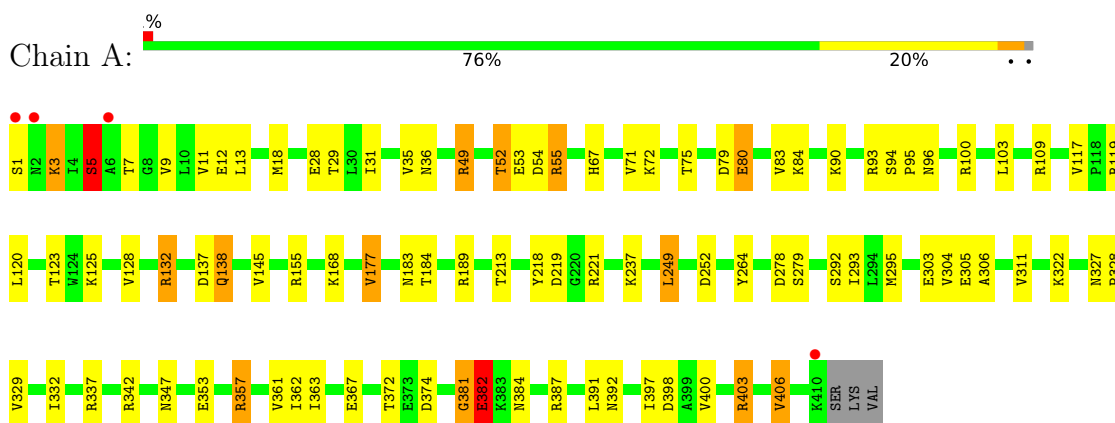 .%
Chain A:
76% 20% . .
S1 N2 K3 I4 S5 A6 T7 G8 V9 L10 V11 E12 L13 M18 E28 T29 L30 I31 V35 N36 R49 T52 E53 D54 R55 H67 V71 K72 T75 D79 E80 V83 K84 K90 R93 S94 P95 N96 R100 L103 R109 V117 P118 R119
L120 T123 W124 K125 V128 R132 D137 Q138 V145 R155 K168 V177 N183 T184 R189 T213 Y218 D219 G220 R221 K237 L249 D252 Y264 D278 S279 S292 I293 L294 M295 E303 V304 E305 A306 V311 K322 N327
V329 I332 R337 R342 N347 E353 R357 V361 I362 I363 E367 T372 E373 D374 G381 E382 K383 N384 R387 L391 N392 I397 D398 A399 V400 R403 V406 K410 SER LYS VAL